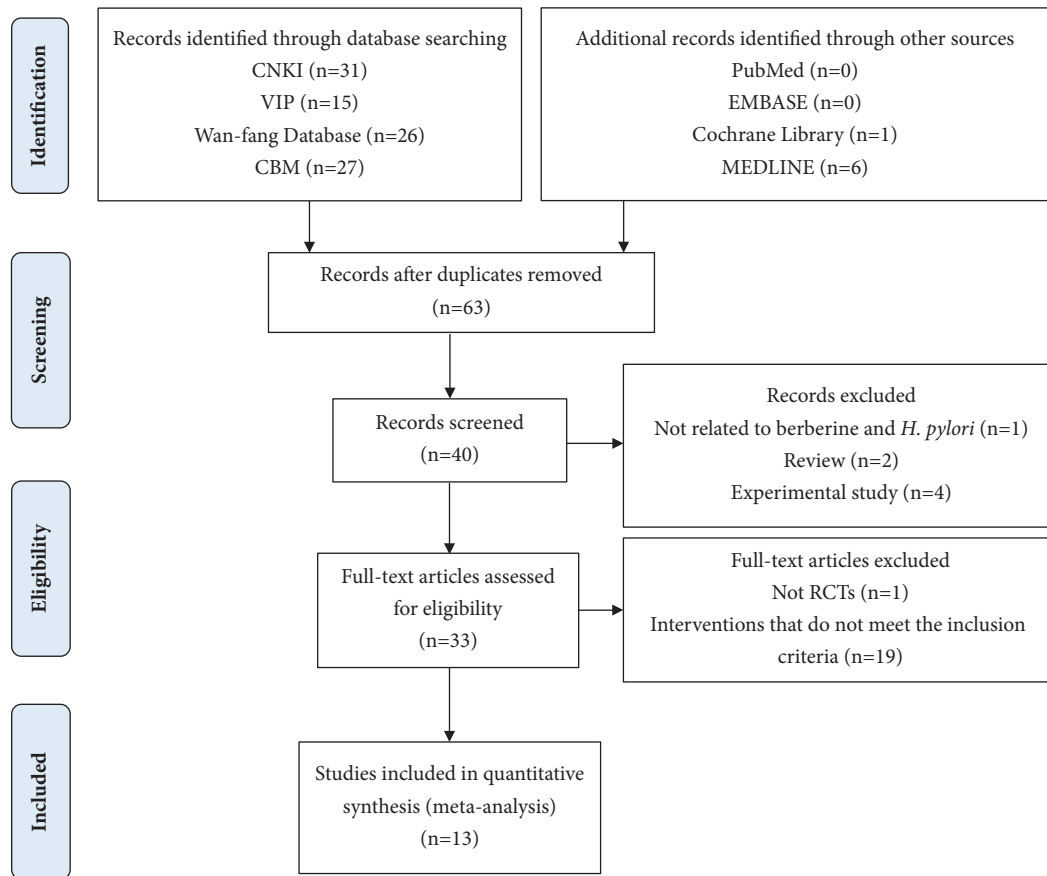 Identification
Records identified through database searching
CNKI (n=31)
VIP (n=15)
Wan-fang Database (n=26)
CBM (n=27)
Additional records identified through other sources
PubMed (n=0)
EMBASE (n=0)
Cochrane Library (n=1)
MEDLINE (n=6)
Screening
Records after duplicates removed
(n=63)
Records screened
(n=40)
Records excluded
Not related to berberine and H. pylori (n=1)
Review (n=2)
Experimental study (n=4)
Eligibility
Full-text articles assessed
for eligibility
(n=33)
Full-text articles excluded
Not RCTs (n=1)
Interventions that do not meet the inclusion
criteria (n=19)
Included
Studies included in quantitative
synthesis (meta-analysis)
(n=13)